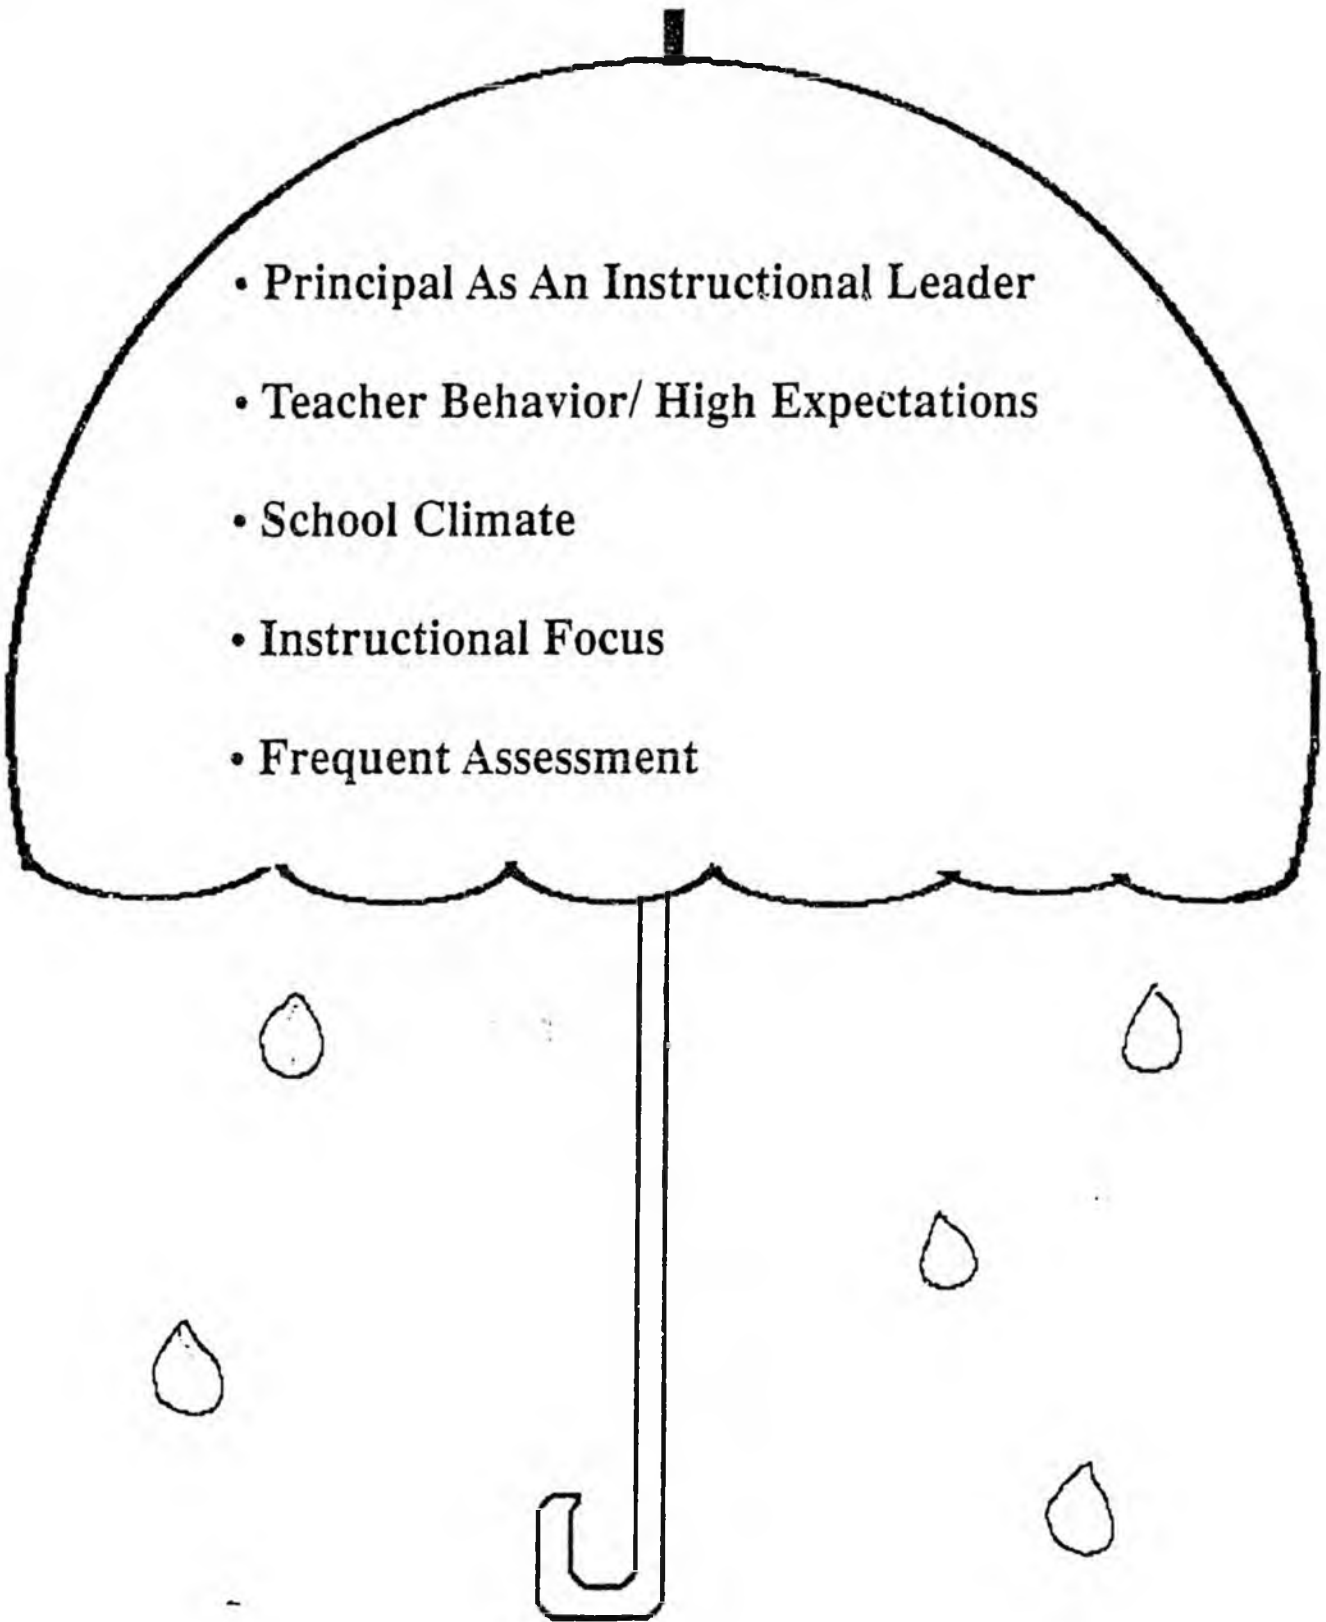 • Principal As An Instructional Leader
• Teacher Behavior/ High Expectations
• School Climate
• Instructional Focus
• Frequent Assessment